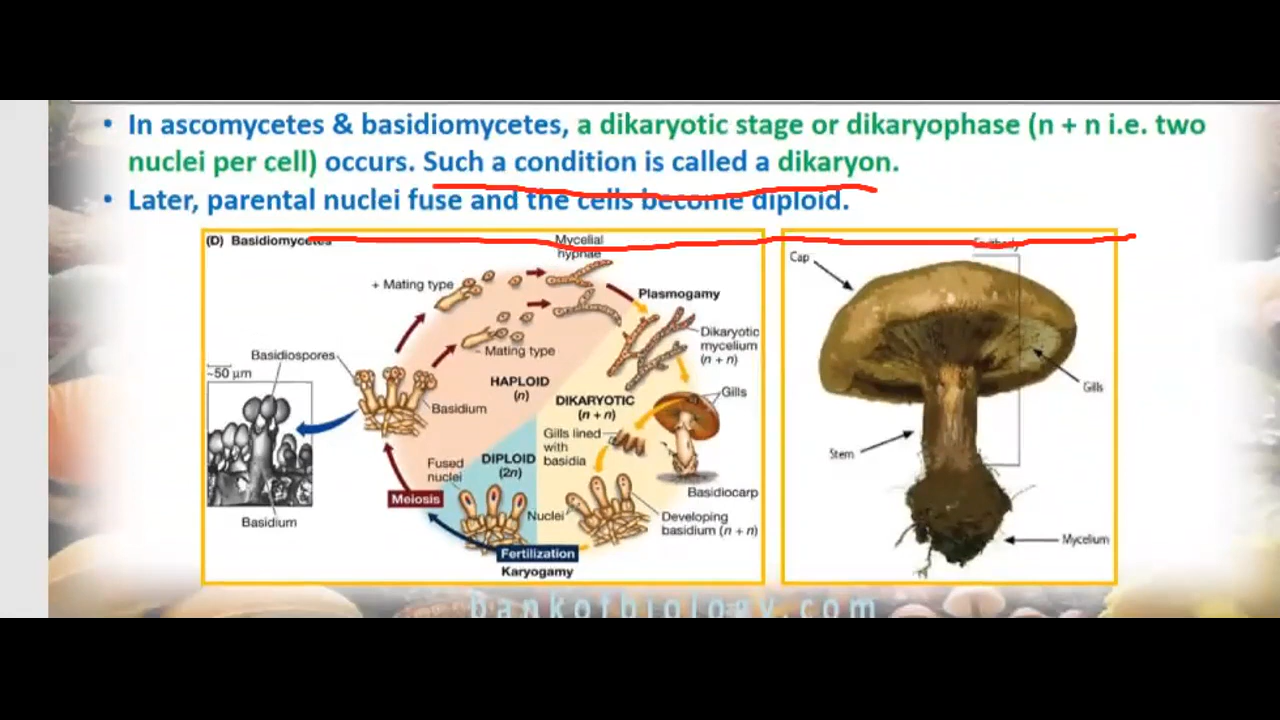 • In ascomycetes & basidiomycetes, a dikaryotic stage or dikaryophase (n + n i.e. two
nuclei per cell) occurs. Such a condition is called a dikaryon.
• Later, parental nuclei fuse and the cells become diploid.
(D) Basidiomycetes
Mycelial
hyphae
+ Mating type
Plasmogamy
Dikaryotic
mycelium
(n + n)
- Mating type
Basidiospores
~50 µm
HAPLOID
(n)
Basidium
DIKARYOTIC
(n + n)
Gills
Gills lined
with
basidia
DIPLOID
(2n)
Fused
nuclei
Meiosis
Basidiocarp
Nuclei
Developing
basidium (n + n)
Basidium
Fertilization
Karyogamy
Fruitbody
Cap
Gills
Stem
Mycelium
bankofbiology.com